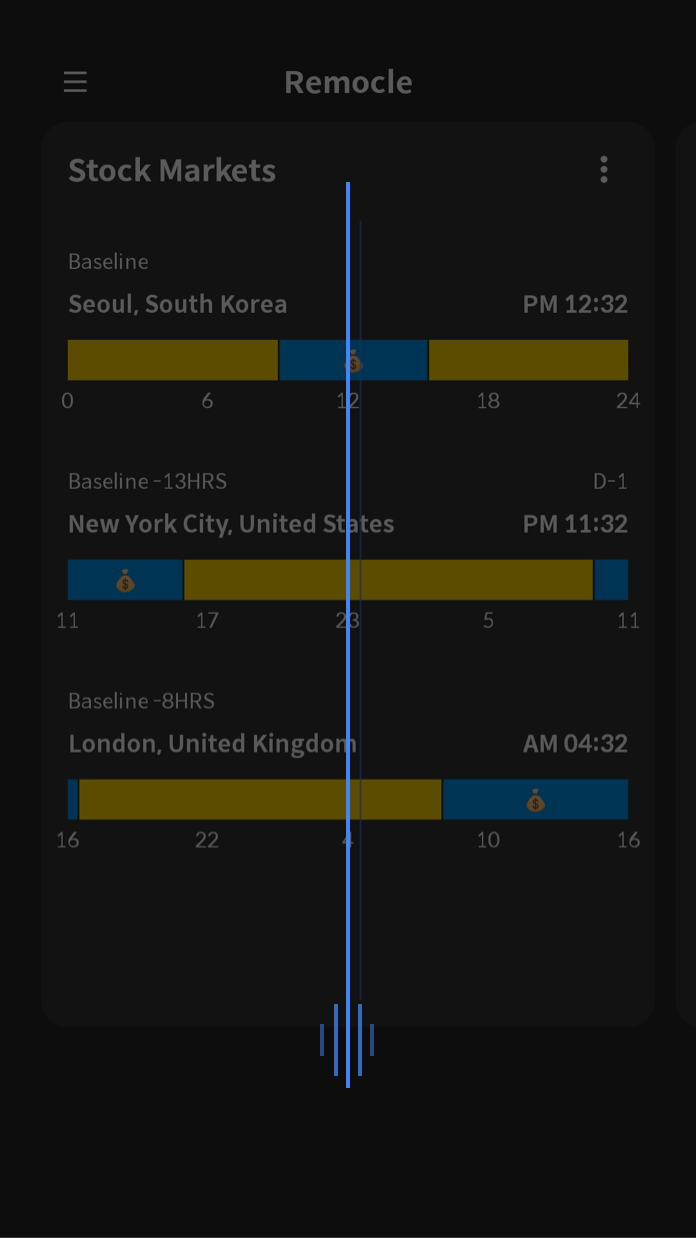 Remocle
Stock Markets
Baseline
Seoul, South Korea PM 12:32
0 6 12 18 24
Baseline -13HRS D-1
New York City, United States PM 11:32
11 17 23 5 11
Baseline -8HRS
London, United Kingdom AM 04:32
16 22 4 10 16